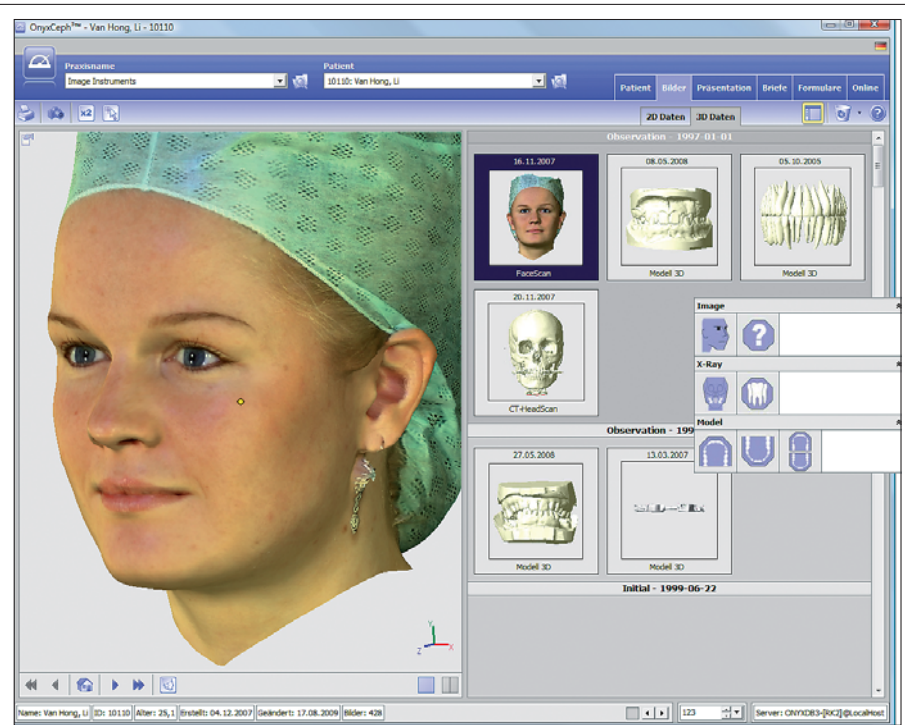 OnyxCeph³™ - Van Hong, Li - 10110
Praxisname
Patient
Image Instruments
10110: Van Hong, Li
Patient
Bilder
Präsentation
Briefe
Formulare
Online
x2
2D Daten
3D Daten
?
Observation - 1997-01-01
16.11.2007
08.05.2008
05.10.2005
FaceScan
Modell 3D
Modell 3D
20.11.2007
CT-HeadScan
Image
?
X-Ray
Model
Observation - 199
27.05.2008
13.03.2007
Modell 3D
Modell 3D
Initial - 1999-06-22
Y
Z
X
Name: Van Hong, Li
ID: 10110
Alter: 25,1
Erstellt: 04.12.2007
Geändert: 17.08.2009
Bilder: 428
123
Server: ONYXDB3-[RK2]@LocalHost